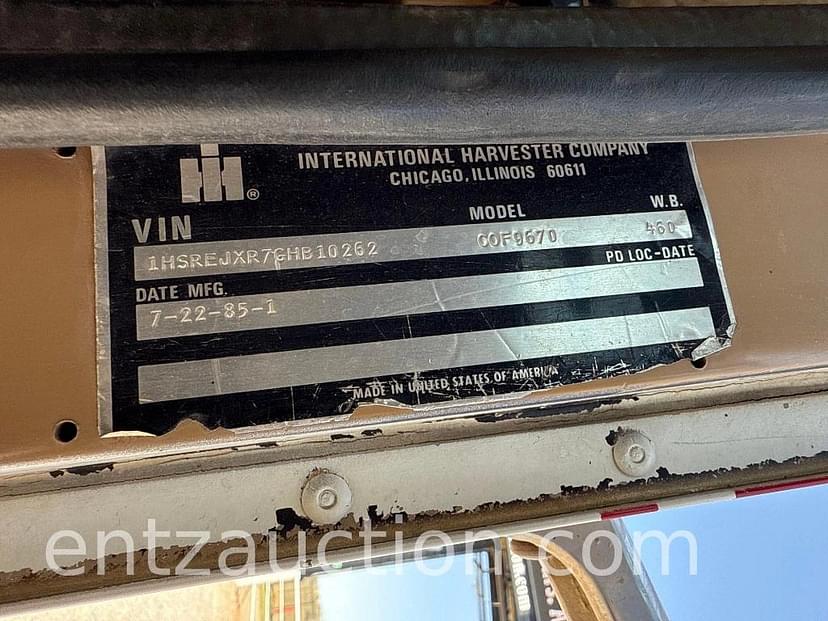 IH ®
INTERNATIONAL HARVESTER COMPANY
CHICAGO, ILLINOIS 60611
VIN
MODEL
W.B.
1HSREJXR7GHB10262
COF9670
460
DATE MFG.
PD LOC-DATE
7-22-85-1
MADE IN UNITED STATES OF AMERICA
entzauction.com